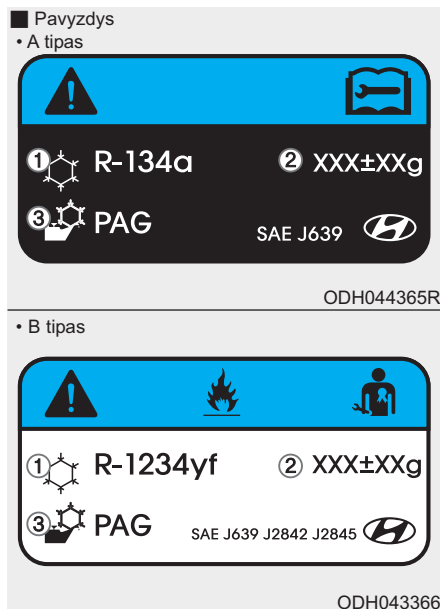 ■ Pavyzdys
• A tipas
① R-134a ② XXX±XXg
③ PAG SAE J639
ODH044365R
• B tipas
① R-1234yf ② XXX±XXg
③ PAG SAE J639 J2842 J2845
ODH043366